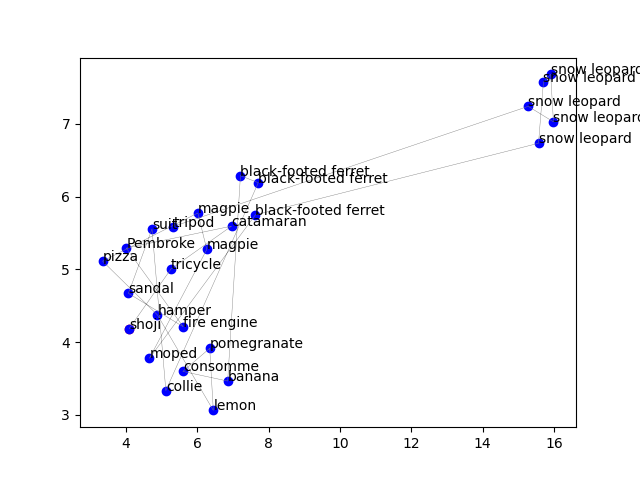 snow leopard
snow leopard
7
snow leopard
snow leopard
snow leopard
black-footed ferret
black-footed ferret
6
magpie
black-footed ferret
suit
tripod
catamaran
Pembroke
magpie
pizza
5
tricycle
sandal
hamper
shoji
fire engine
4
moped
pomegranate
consomme
collie
banana
lemon
3
4
6
8
10
12
14
16